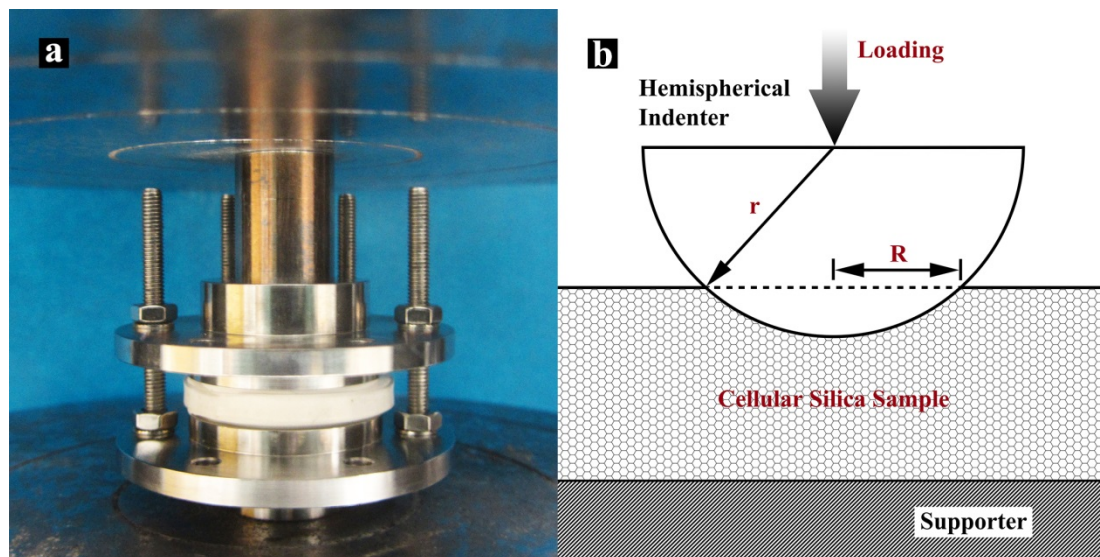 a
b
Loading
Hemispherical
Indenter
r
R
Cellular Silica Sample
Supporter